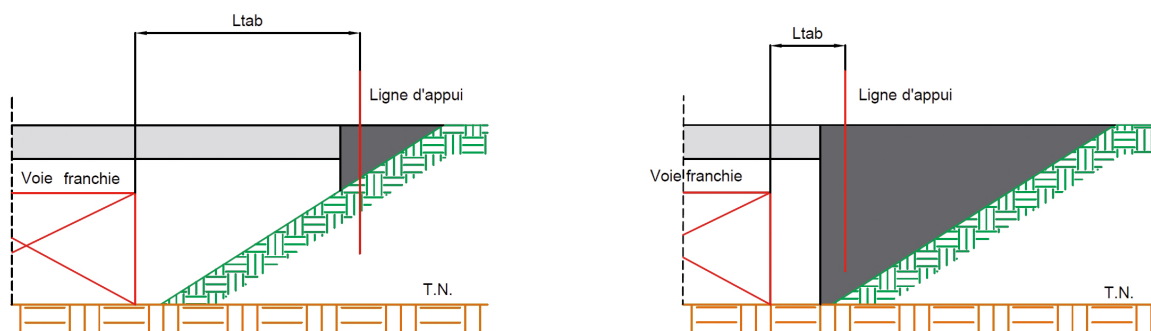 Ltab
Ligne d'appui
Voie franchie
T.N.
Ltab
Ligne d'appui
Voie franchie
T.N.